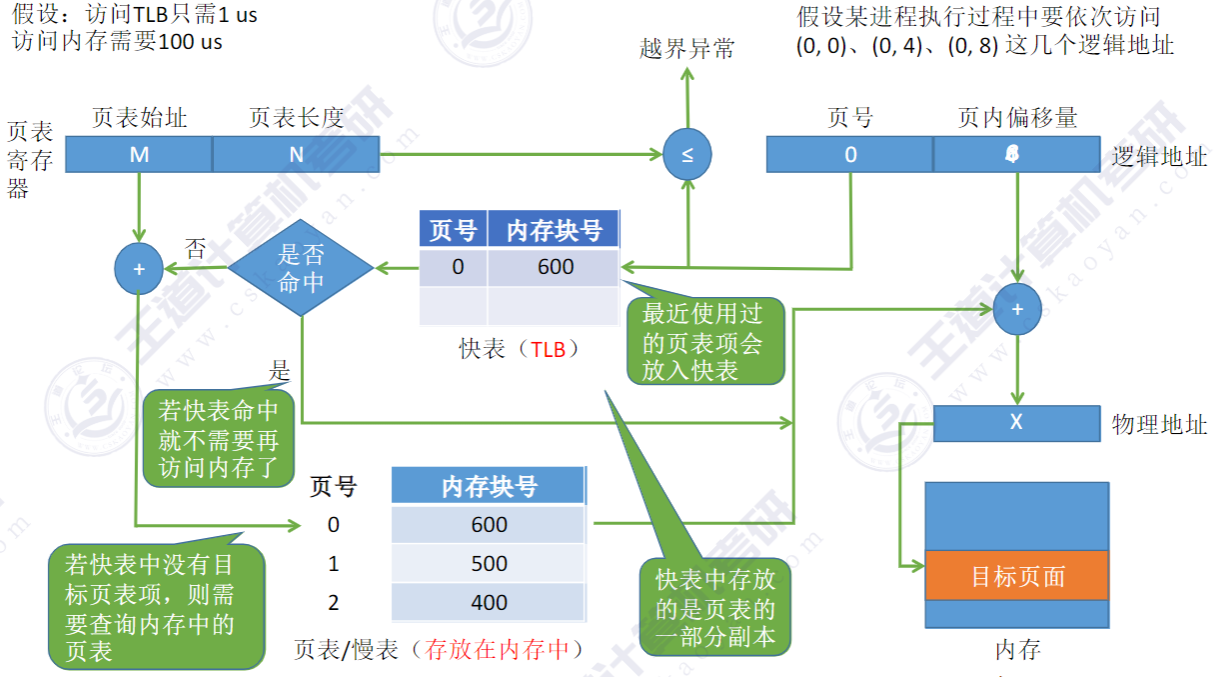 假设：访问TLB只需1 us
访问内存需要100 us
假设某进程执行过程中要依次访问
(0, 0)、(0, 4)、(0, 8) 这几个逻辑地址
越界异常
页表
寄存
器
页表始址
页表长度
M
N
≤
页号
页内偏移量
0
逻辑地址
页号
内存块号
0
600
快表（TLB）
是否
命中
否
是
+
+
最近使用过
的页表项会
放入快表
若快表命中
就不需要再
访问内存了
X
物理地址
页号
内存块号
0
600
1
500
2
400
页表/慢表（存放在内存中）
若快表中没有目
标页表项，则需
要查询内存中的
页表
快表中存放
的是页表的
一部分副本
目标页面
内存
王道计算机考研
www.cskaoyan.com